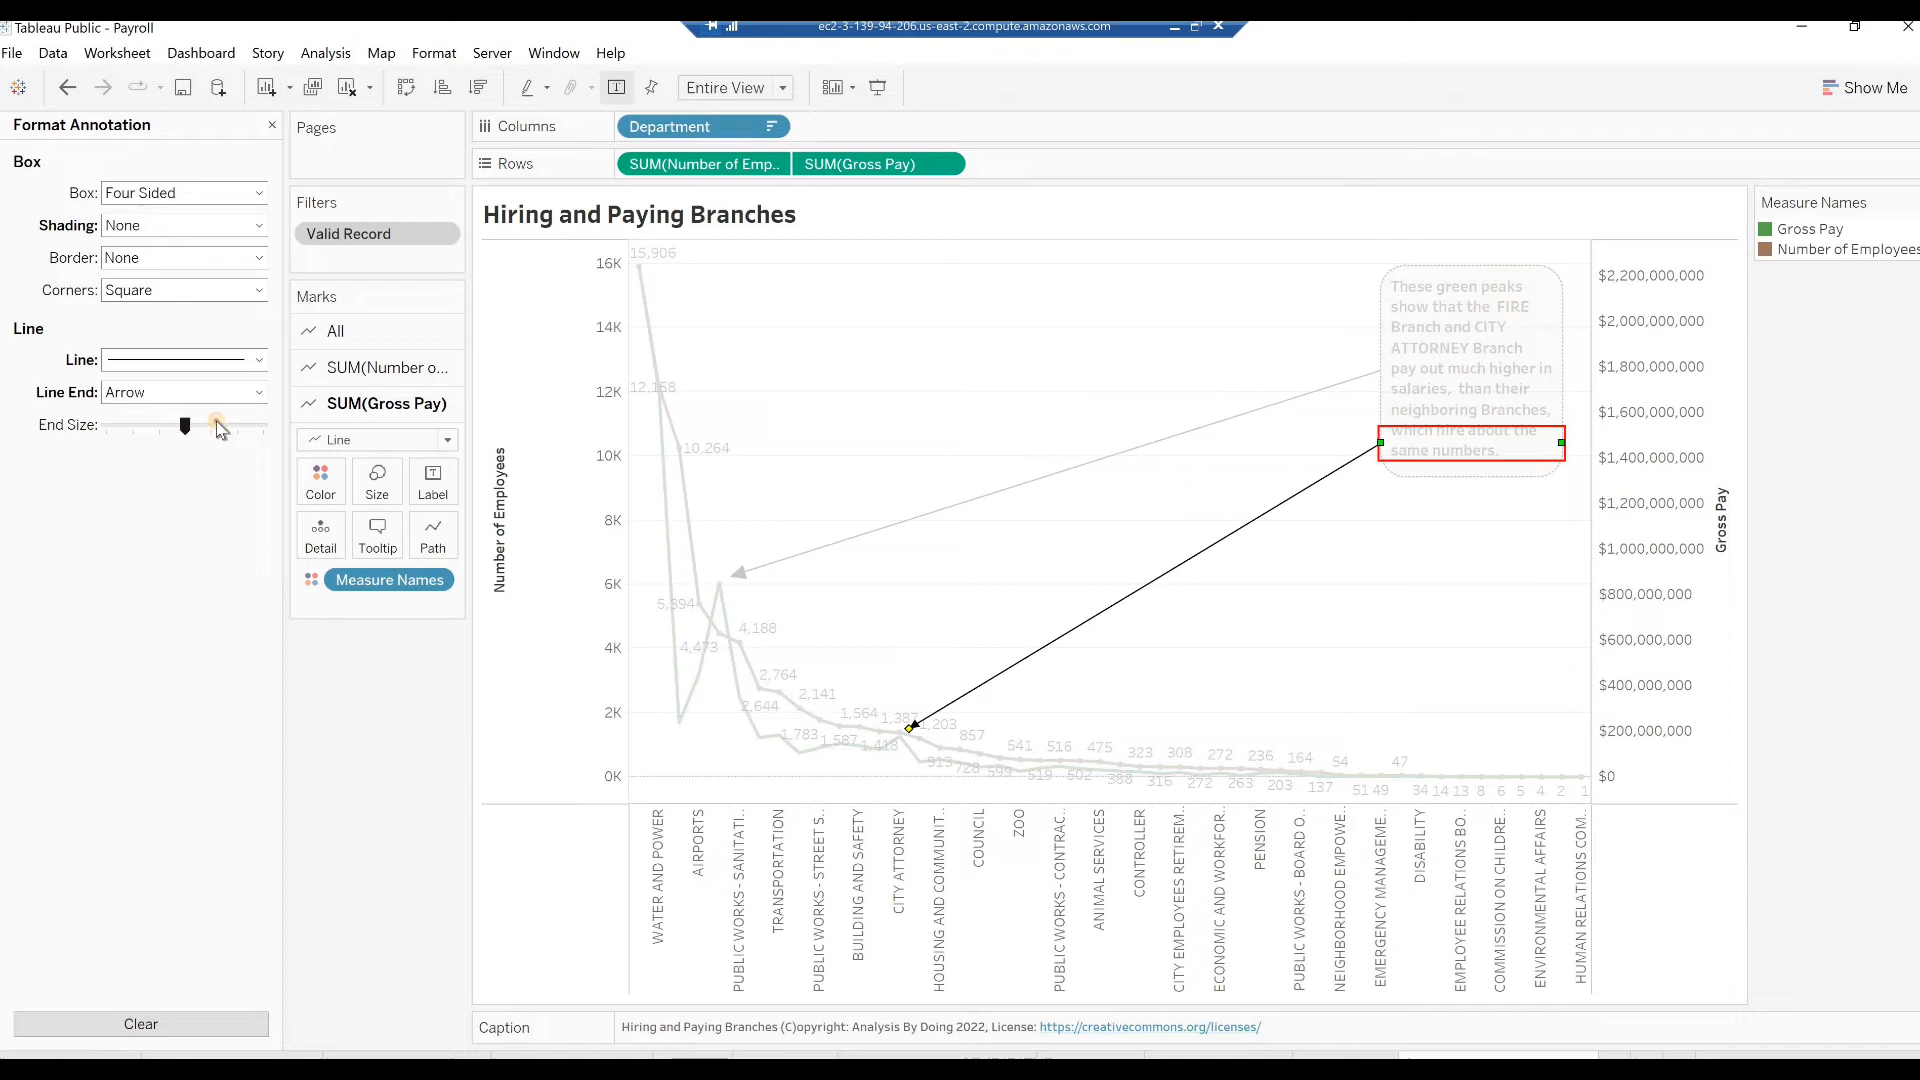 Tableau Public - Payroll
ec2-3-139-94-206.us-east-2.compute.amazonaws.com
File Data Worksheet Dashboard Story Analysis Map Format Server Window Help
Entire View
Show Me
Format Annotation
Box
Box: Four Sided
Shading: None
Border: None
Corners: Square
Line
Line:
Line End: Arrow
End Size:
Clear
Pages
Filters
Valid Record
Marks
All
SUM(Number o...
SUM(Gross Pay)
Line
Color Size Label
Detail Tooltip Path
Measure Names
Columns Department
Rows SUM(Number of Emp.. SUM(Gross Pay)
Hiring and Paying Branches
Number of Employees
16K
14K
12K
10K
8K
6K
4K
2K
0K
15,906
12,158
10,264
5,394
4,473
4,188
2,764
2,644
2,141
1,783
1,587
1,564
1,418
1,387
1,203
913
857
728
599
541
519
516
502
475
388
323
316
308
272
272
263
236
203
164
137
54
51
49
47
34
14
13
8
6
5
4
2
1
These green peaks
show that the FIRE
Branch and CITY
ATTORNEY Branch
pay out much higher in
salaries, than their
neighboring Branches,
which hire about the
same numbers.
$2,200,000,000
$2,000,000,000
$1,800,000,000
$1,600,000,000
$1,400,000,000
$1,200,000,000
$1,000,000,000
$800,000,000
$600,000,000
$400,000,000
$200,000,000
$0
Gross Pay
WATER AND POWER
AIRPORTS
PUBLIC WORKS - SANITATI..
TRANSPORTATION
PUBLIC WORKS - STREET S..
BUILDING AND SAFETY
CITY ATTORNEY
HOUSING AND COMMUNIT..
COUNCIL
ZOO
PUBLIC WORKS - CONTRAC..
ANIMAL SERVICES
CONTROLLER
CITY EMPLOYEES RETIREM..
ECONOMIC AND WORKFOR..
PENSION
PUBLIC WORKS - BOARD O..
NEIGHBORHOOD EMPOWE..
EMERGENCY MANAGEME..
DISABILITY
EMPLOYEE RELATIONS BO..
COMMISSION ON CHILDRE..
ENVIRONMENTAL AFFAIRS
HUMAN RELATIONS COM..
Measure Names
Gross Pay
Number of Employees
Caption
Hiring and Paying Branches (C)opyright: Analysis By Doing 2022, License: https://creativecommons.org/licenses/